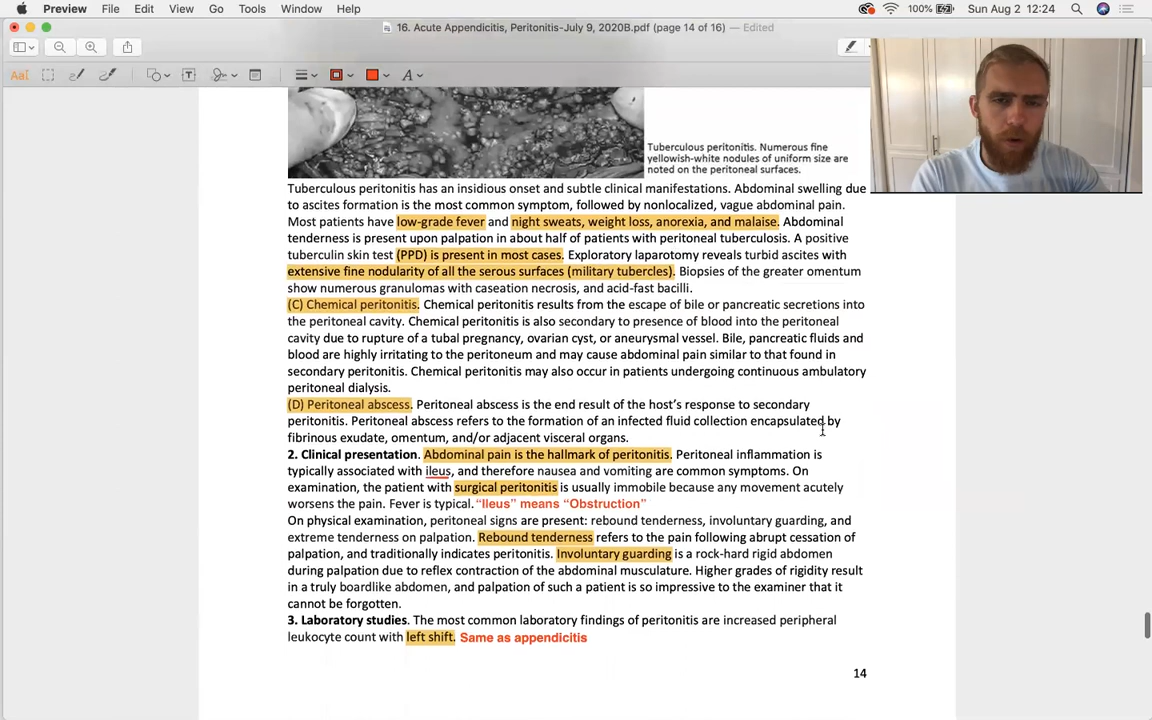 Preview File Edit View Go Tools Window Help 100% Sun Aug 2 12:24
16. Acute Appendicitis, Peritonitis-July 9, 2020B.pdf (page 14 of 16) — Edited
AaI
T
A
Tuberculous peritonitis. Numerous fine
yellowish-white nodules of uniform size are
noted on the peritoneal surfaces.
Tuberculous peritonitis has an insidious onset and subtle clinical manifestations. Abdominal swelling due
to ascites formation is the most common symptom, followed by nonlocalized, vague abdominal pain.
Most patients have low-grade fever and night sweats, weight loss, anorexia, and malaise. Abdominal
tenderness is present upon palpation in about half of patients with peritoneal tuberculosis. A positive
tuberculin skin test (PPD) is present in most cases. Exploratory laparotomy reveals turbid ascites with
extensive fine nodularity of all the serous surfaces (military tubercles). Biopsies of the greater omentum
show numerous granulomas with caseation necrosis, and acid-fast bacilli.
(C) Chemical peritonitis. Chemical peritonitis results from the escape of bile or pancreatic secretions into
the peritoneal cavity. Chemical peritonitis is also secondary to presence of blood into the peritoneal
cavity due to rupture of a tubal pregnancy, ovarian cyst, or aneurysmal vessel. Bile, pancreatic fluids and
blood are highly irritating to the peritoneum and may cause abdominal pain similar to that found in
secondary peritonitis. Chemical peritonitis may also occur in patients undergoing continuous ambulatory
peritoneal dialysis.
(D) Peritoneal abscess. Peritoneal abscess is the end result of the host's response to secondary
peritonitis. Peritoneal abscess refers to the formation of an infected fluid collection encapsulated by
fibrinous exudate, omentum, and/or adjacent visceral organs.
2. Clinical presentation. Abdominal pain is the hallmark of peritonitis. Peritoneal inflammation is
typically associated with ileus, and therefore nausea and vomiting are common symptoms. On
examination, the patient with surgical peritonitis is usually immobile because any movement acutely
worsens the pain. Fever is typical. “Ileus” means “Obstruction”
On physical examination, peritoneal signs are present: rebound tenderness, involuntary guarding, and
extreme tenderness on palpation. Rebound tenderness refers to the pain following abrupt cessation of
palpation, and traditionally indicates peritonitis. Involuntary guarding is a rock-hard rigid abdomen
during palpation due to reflex contraction of the abdominal musculature. Higher grades of rigidity result
in a truly boardlike abdomen, and palpation of such a patient is so impressive to the examiner that it
cannot be forgotten.
3. Laboratory studies. The most common laboratory findings of peritonitis are increased peripheral
leukocyte count with left shift. Same as appendicitis
14